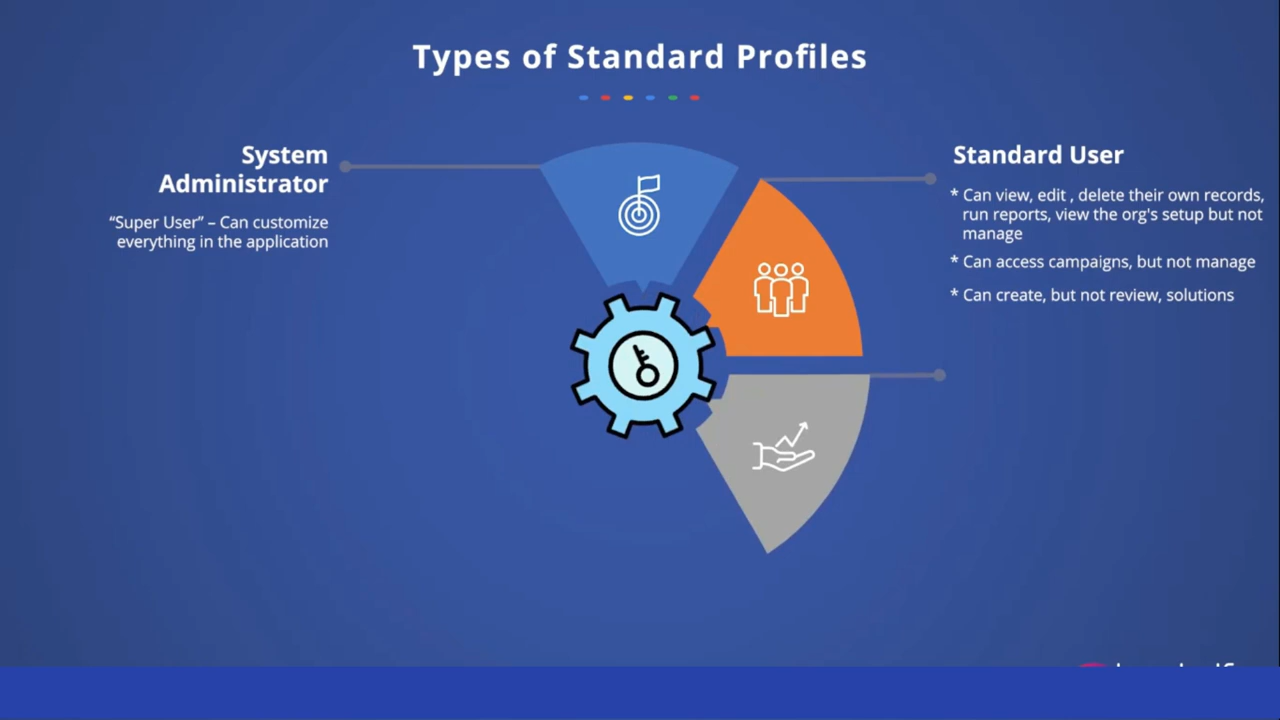 Types of Standard Profiles
System
Administrator
“Super User” – Can customize
everything in the application
Standard User
* Can view, edit , delete their own records,
run reports, view the org's setup but not
manage
* Can access campaigns, but not manage
* Can create, but not review, solutions